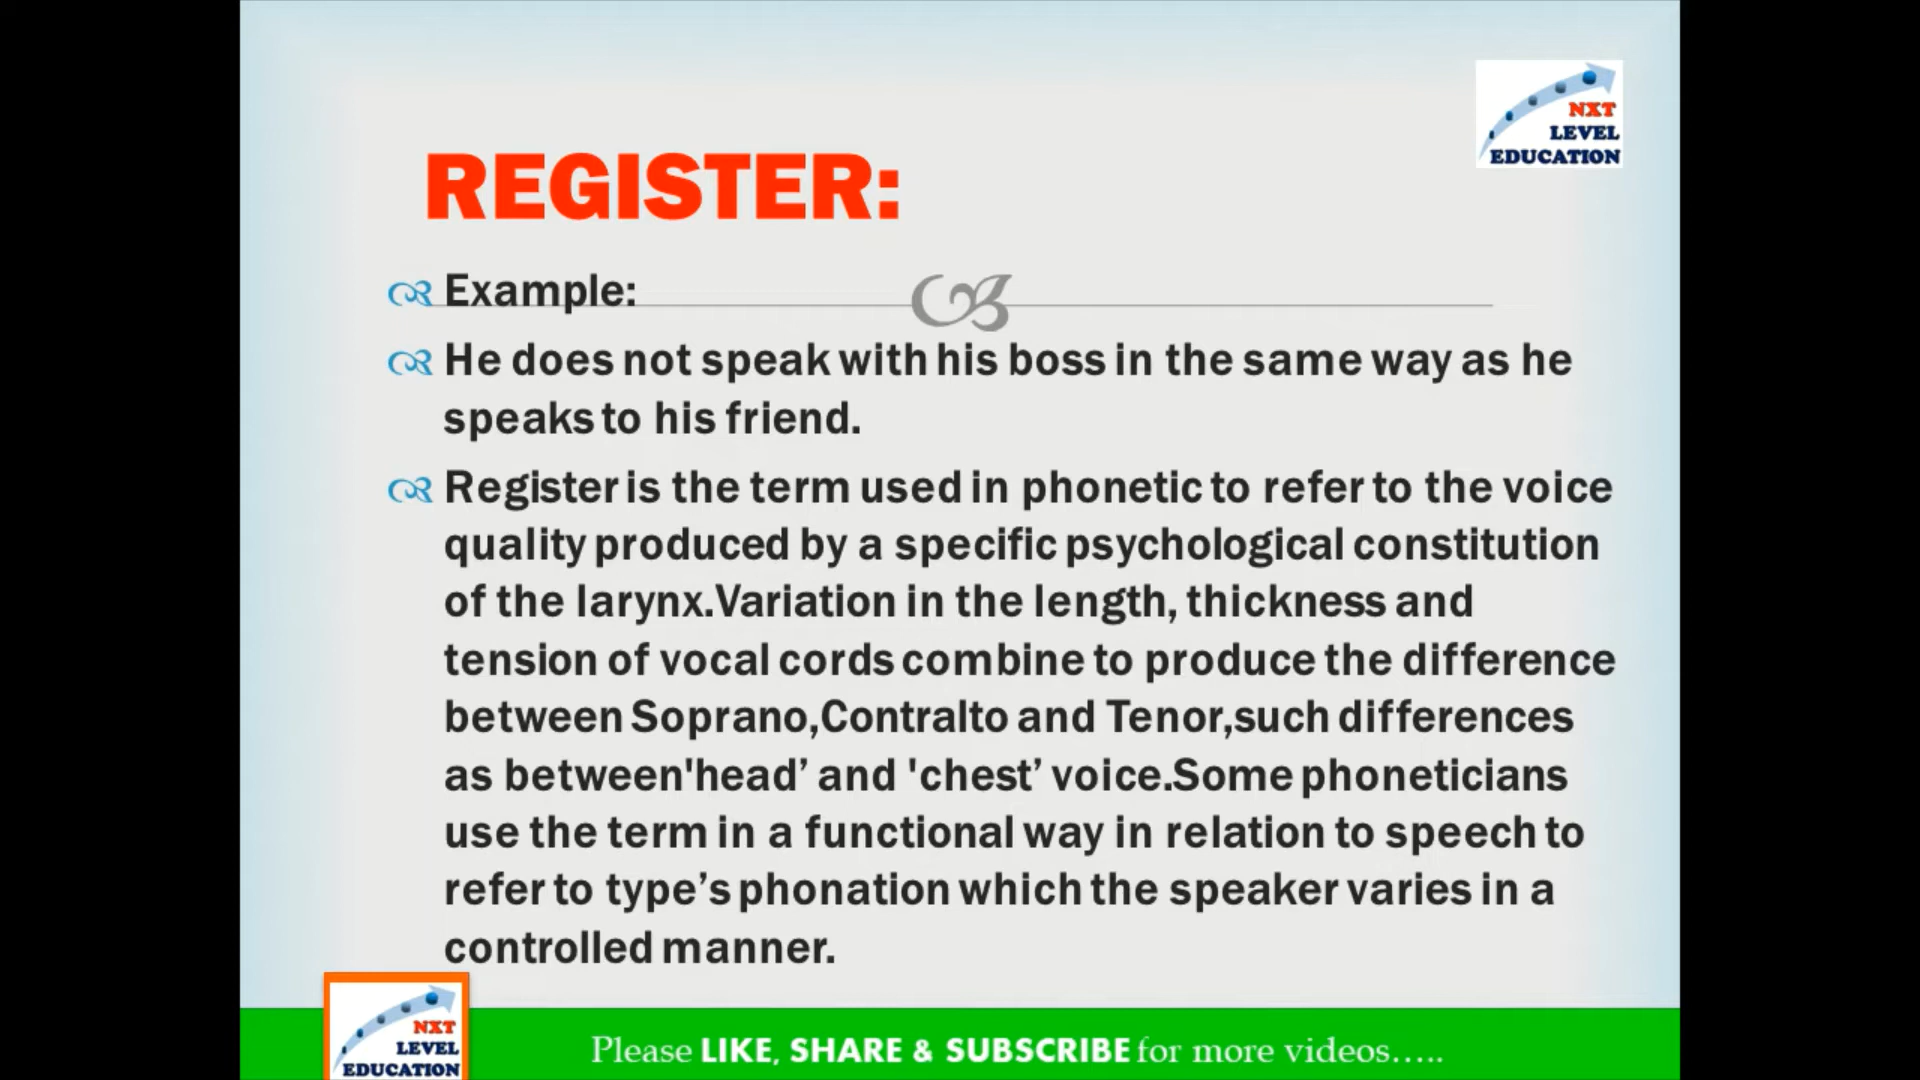 NXT
LEVEL
EDUCATION
REGISTER:
Example:
He does not speak with his boss in the same way as he
speaks to his friend.
Register is the term used in phonetic to refer to the voice
quality produced by a specific psychological constitution
of the larynx.Variation in the length, thickness and
tension of vocal cords combine to produce the difference
between Soprano,Contralto and Tenor,such differences
as between'head’ and 'chest’ voice.Some phoneticians
use the term in a functional way in relation to speech to
refer to type’s phonation which the speaker varies in a
controlled manner.
NXT
LEVEL
EDUCATION
Please LIKE, SHARE & SUBSCRIBE for more videos…..